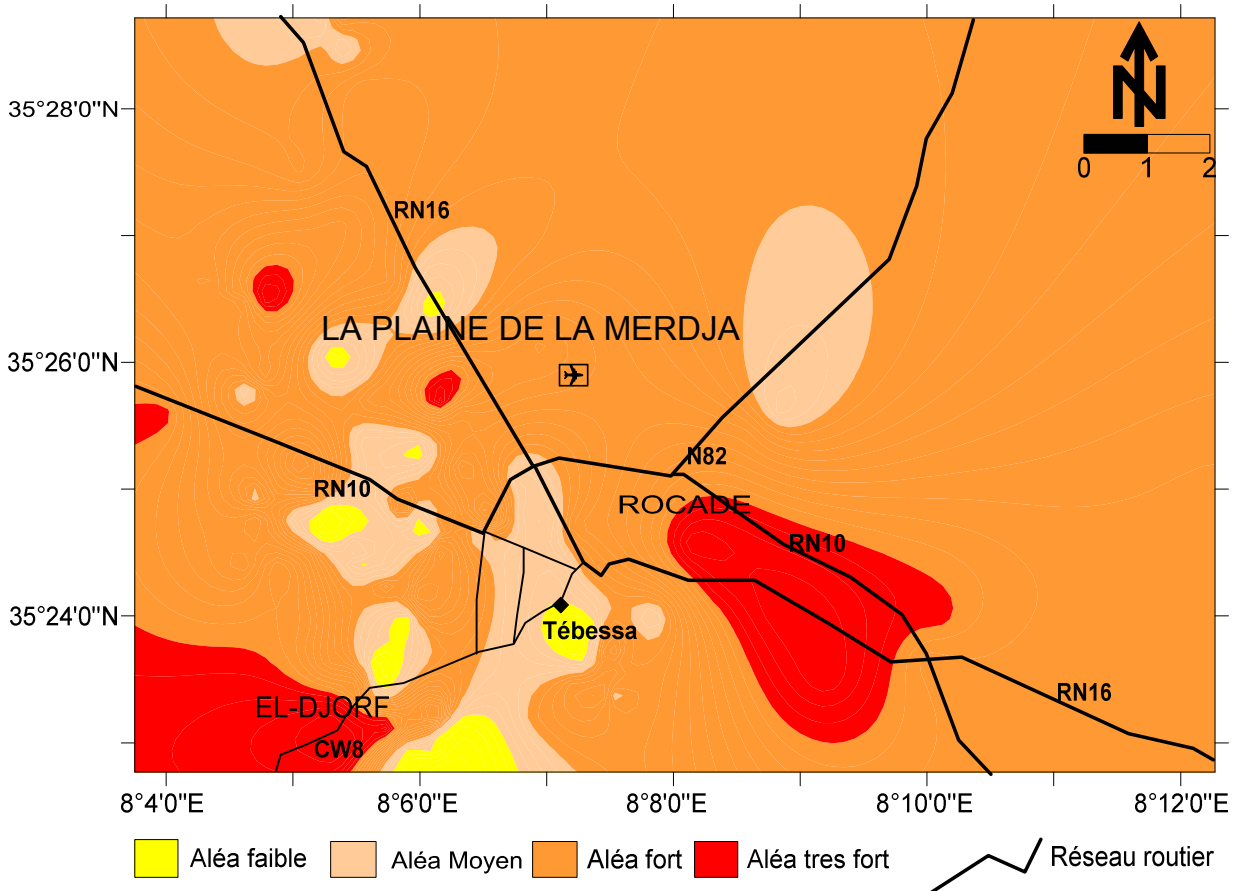 N
35°28'0"N
0 1 2
RN16
LA PLAINE DE LA MERDJA
35°26'0"N
N82
RN10
ROCADE
RN10
35°24'0"N
Tébessa
EL-DJORF
RN16
CW8
8°4'0"E 8°6'0"E 8°8'0"E 8°10'0"E 8°12'0"E
Aléa faible Aléa Moyen Aléa fort Aléa tres fort Réseau routier